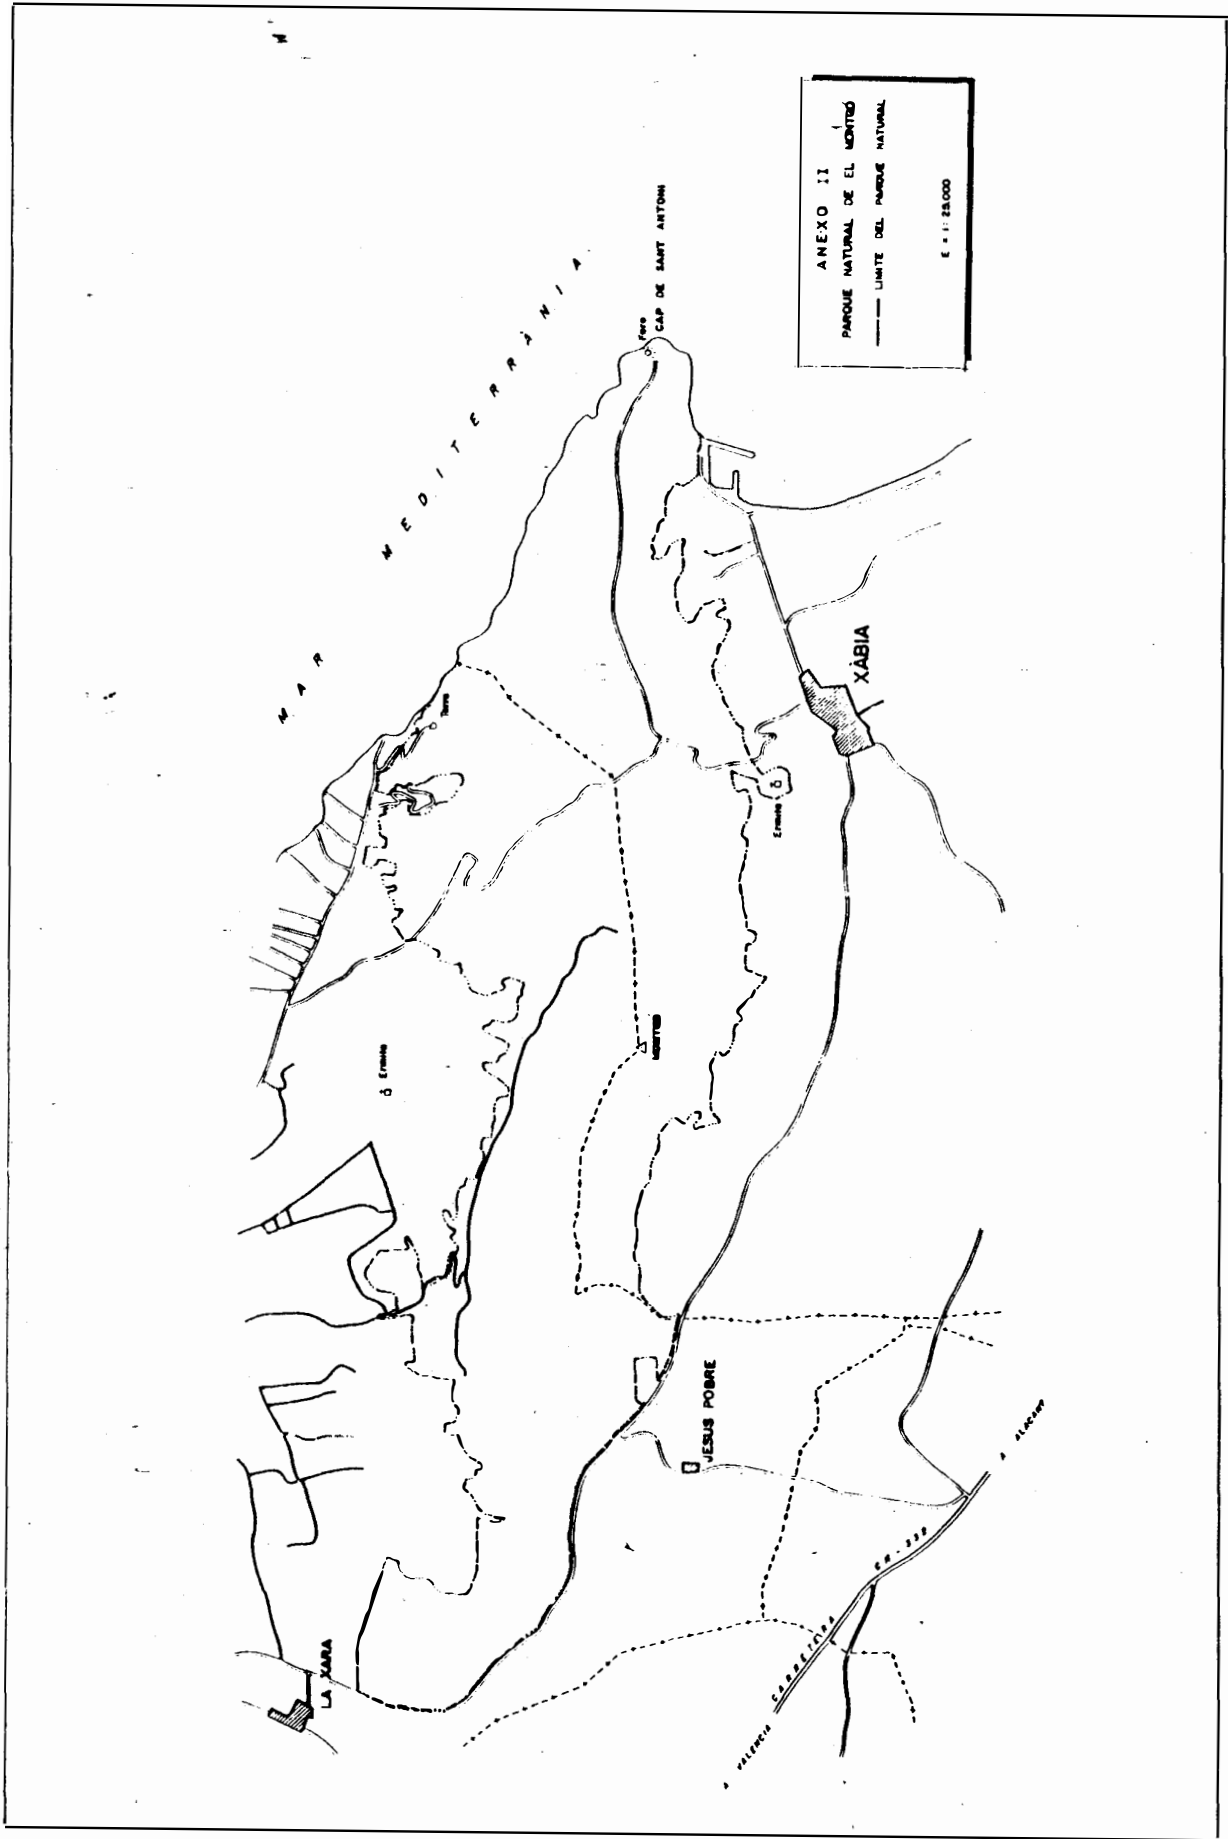 MAR MEDITERRÀNIA
Faro
CAP DE SANT ANTONI
ANEXO II
PARQUE NATURAL DE EL MONTGÓ
LIMITE DEL PARQUE NATURAL
E = 1:25.000
Torre
XÀBIA
Ermita
Ermita
JESUS POBRE
LA XARA
A VALENCIA
CARRETERA
CN-332
A ALACANT